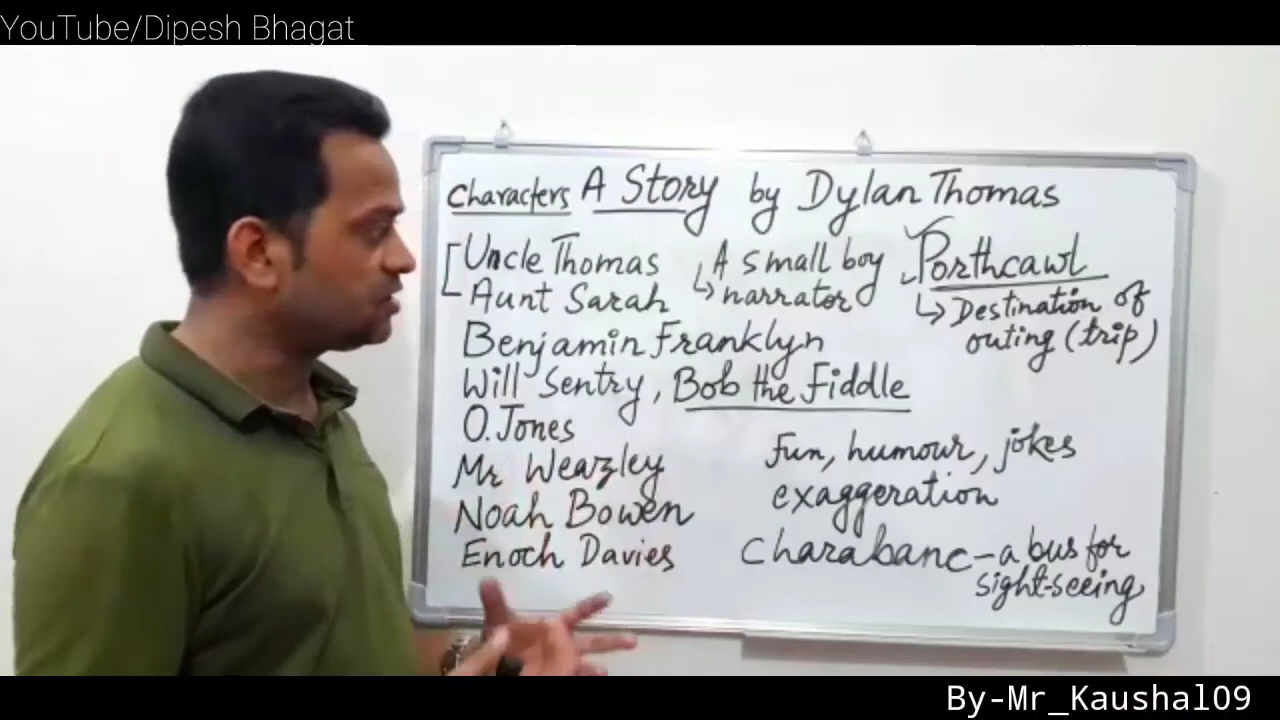 YouTube/Dipesh Bhagat
Characters A Story by Dylan Thomas
Uncle Thomas
Aunt Sarah
A small boy
narrator
Porthcawl
Destination of
outing (trip)
Benjamin Franklyn
Will Sentry, Bob the Fiddle
O. Jones
Mr Weazley
Noah Bowen
Enoch Davies
Fun, humour, jokes
exaggeration
Charabanc - a bus for
sight-seeing
By-Mr_Kaushal09